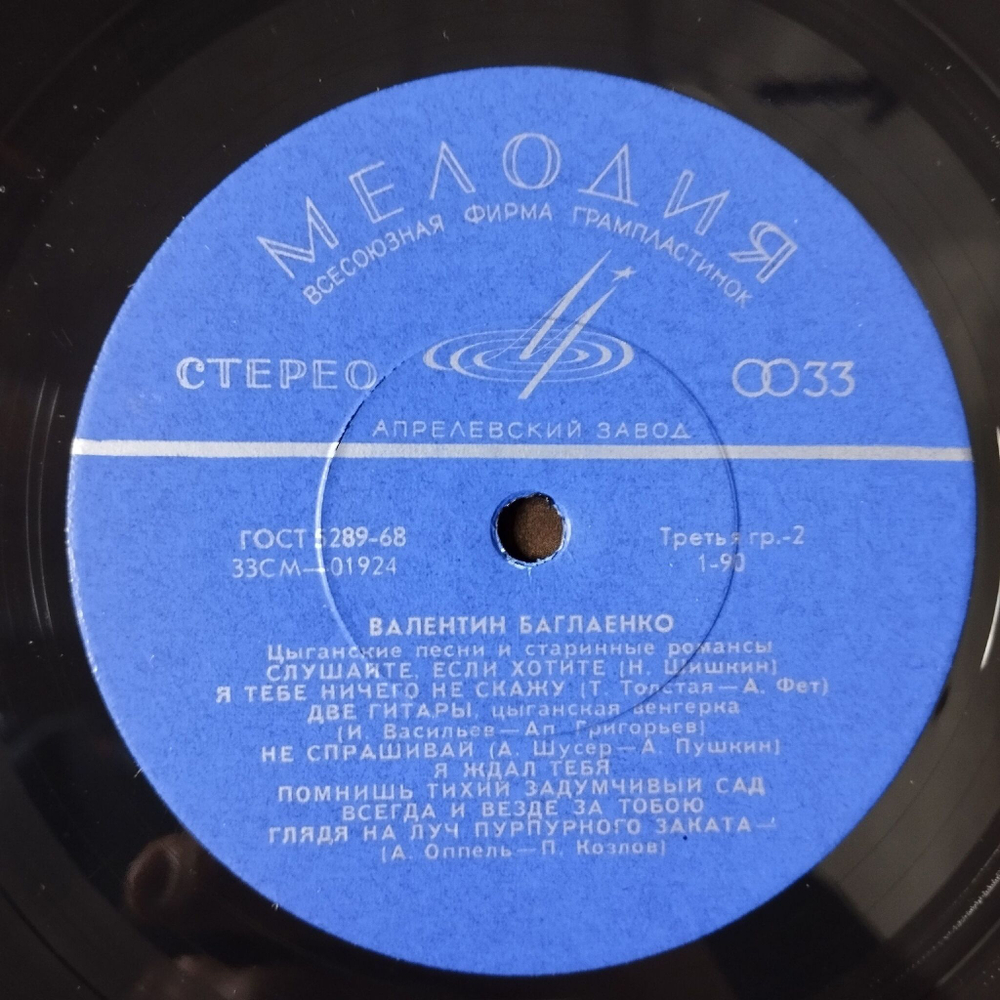 МЕЛОДИЯ
ВСЕСОЮЗНАЯ ФИРМА ГРАМПЛАСТИНОК
СТЕРЕО
33
АПРЕЛЕВСКИЙ ЗАВОД
ГОСТ 5289-68
Третья гр.-2
33СМ—01924
1-90
ВАЛЕНТИН БАГЛАЕНКО
Цыганские песни и старинные романсы
СЛУШАЙТЕ, ЕСЛИ ХОТИТЕ (Н. Шишкин)
Я ТЕБЕ НИЧЕГО НЕ СКАЖУ (Т. Толстая—А. Фет)
ДВЕ ГИТАРЫ, цыганская венгерка
(И. Васильев—Ап. Григорьев)
НЕ СПРАШИВАЙ (А. Шусер—А. Пушкин)
Я ЖДАЛ ТЕБЯ
ПОМНИШЬ ТИХИЙ ЗАДУМЧИВЫЙ САД
ВСЕГДА И ВЕЗДЕ ЗА ТОБОЮ
ГЛЯДЯ НА ЛУЧ ПУРПУРНОГО ЗАКАТА—
(А. Оппель—П. Козлов)